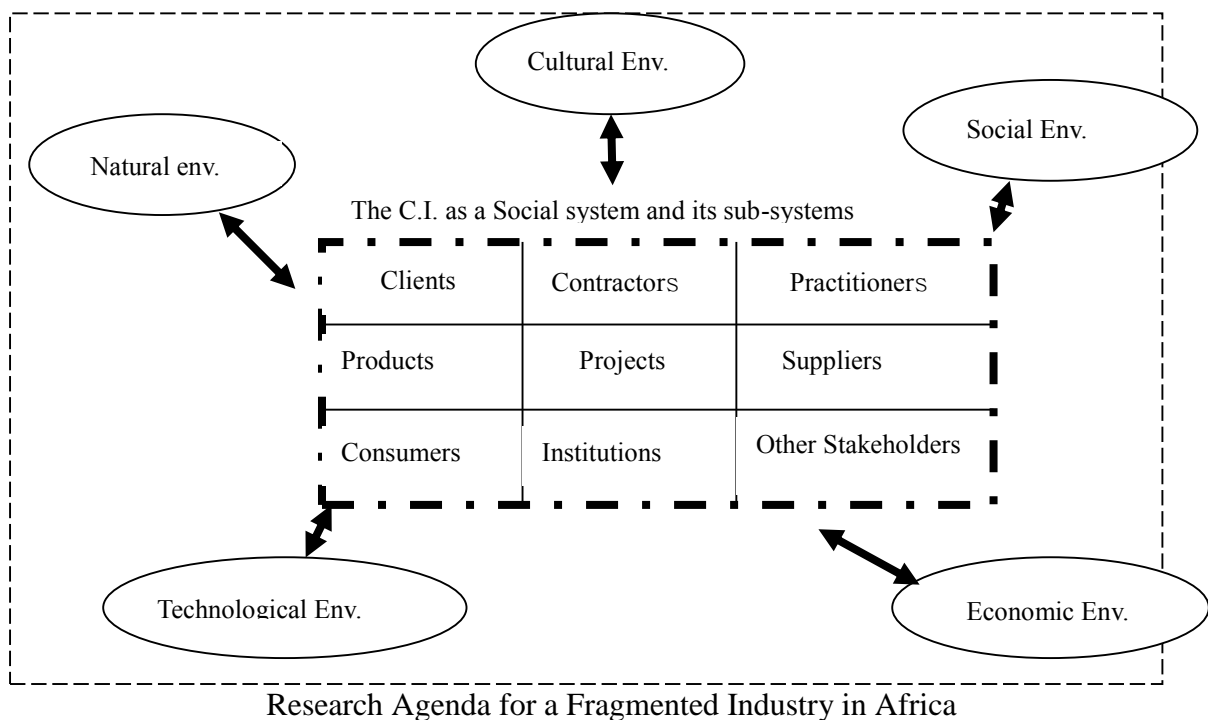 Cultural Env.
Social Env.
Natural env.
The C.I. as a Social system and its sub-systems
Clients
Contractors
Practitioners
Products
Projects
Suppliers
Consumers
Institutions
Other Stakeholders
Technological Env.
Economic Env.
Research Agenda for a Fragmented Industry in Africa